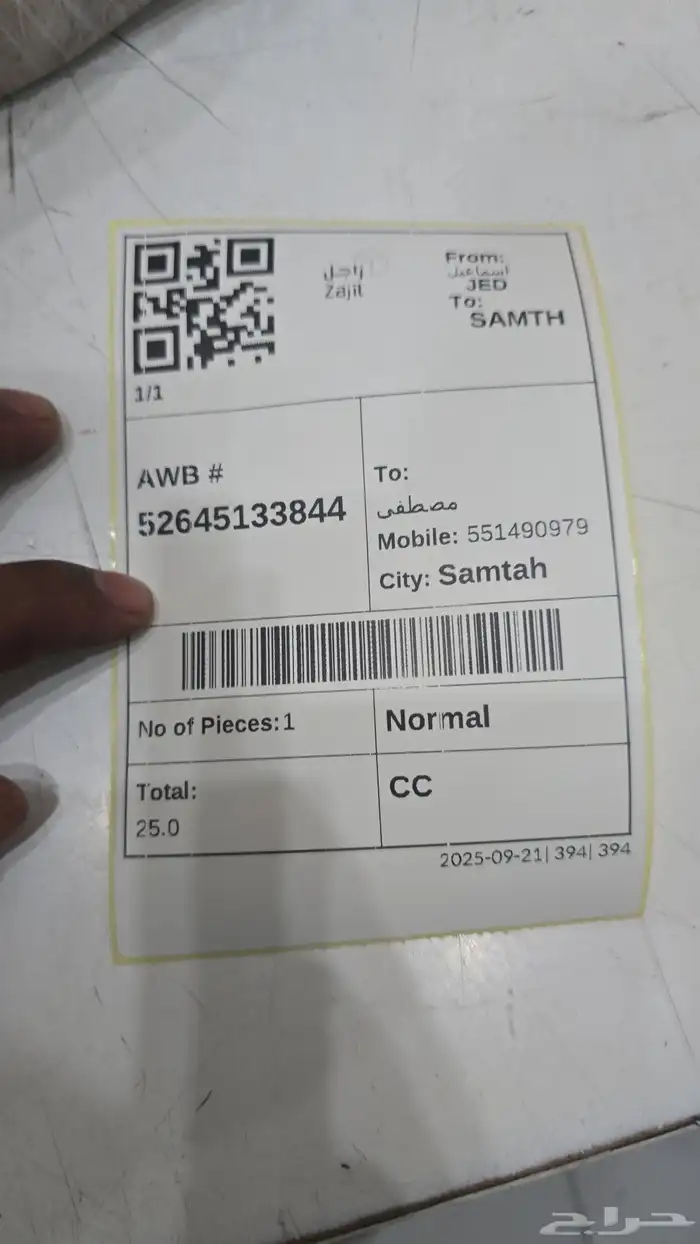 زاجل
Zajil
From:
اسماعيل
JED
To:
SAMTH
1/1
AWB #
52645133844
To:
مصطفى
Mobile: 551490979
City: Samtah
No of Pieces:1
Normal
Total:
25.0
CC
2025-09-21| 394| 394
حراج